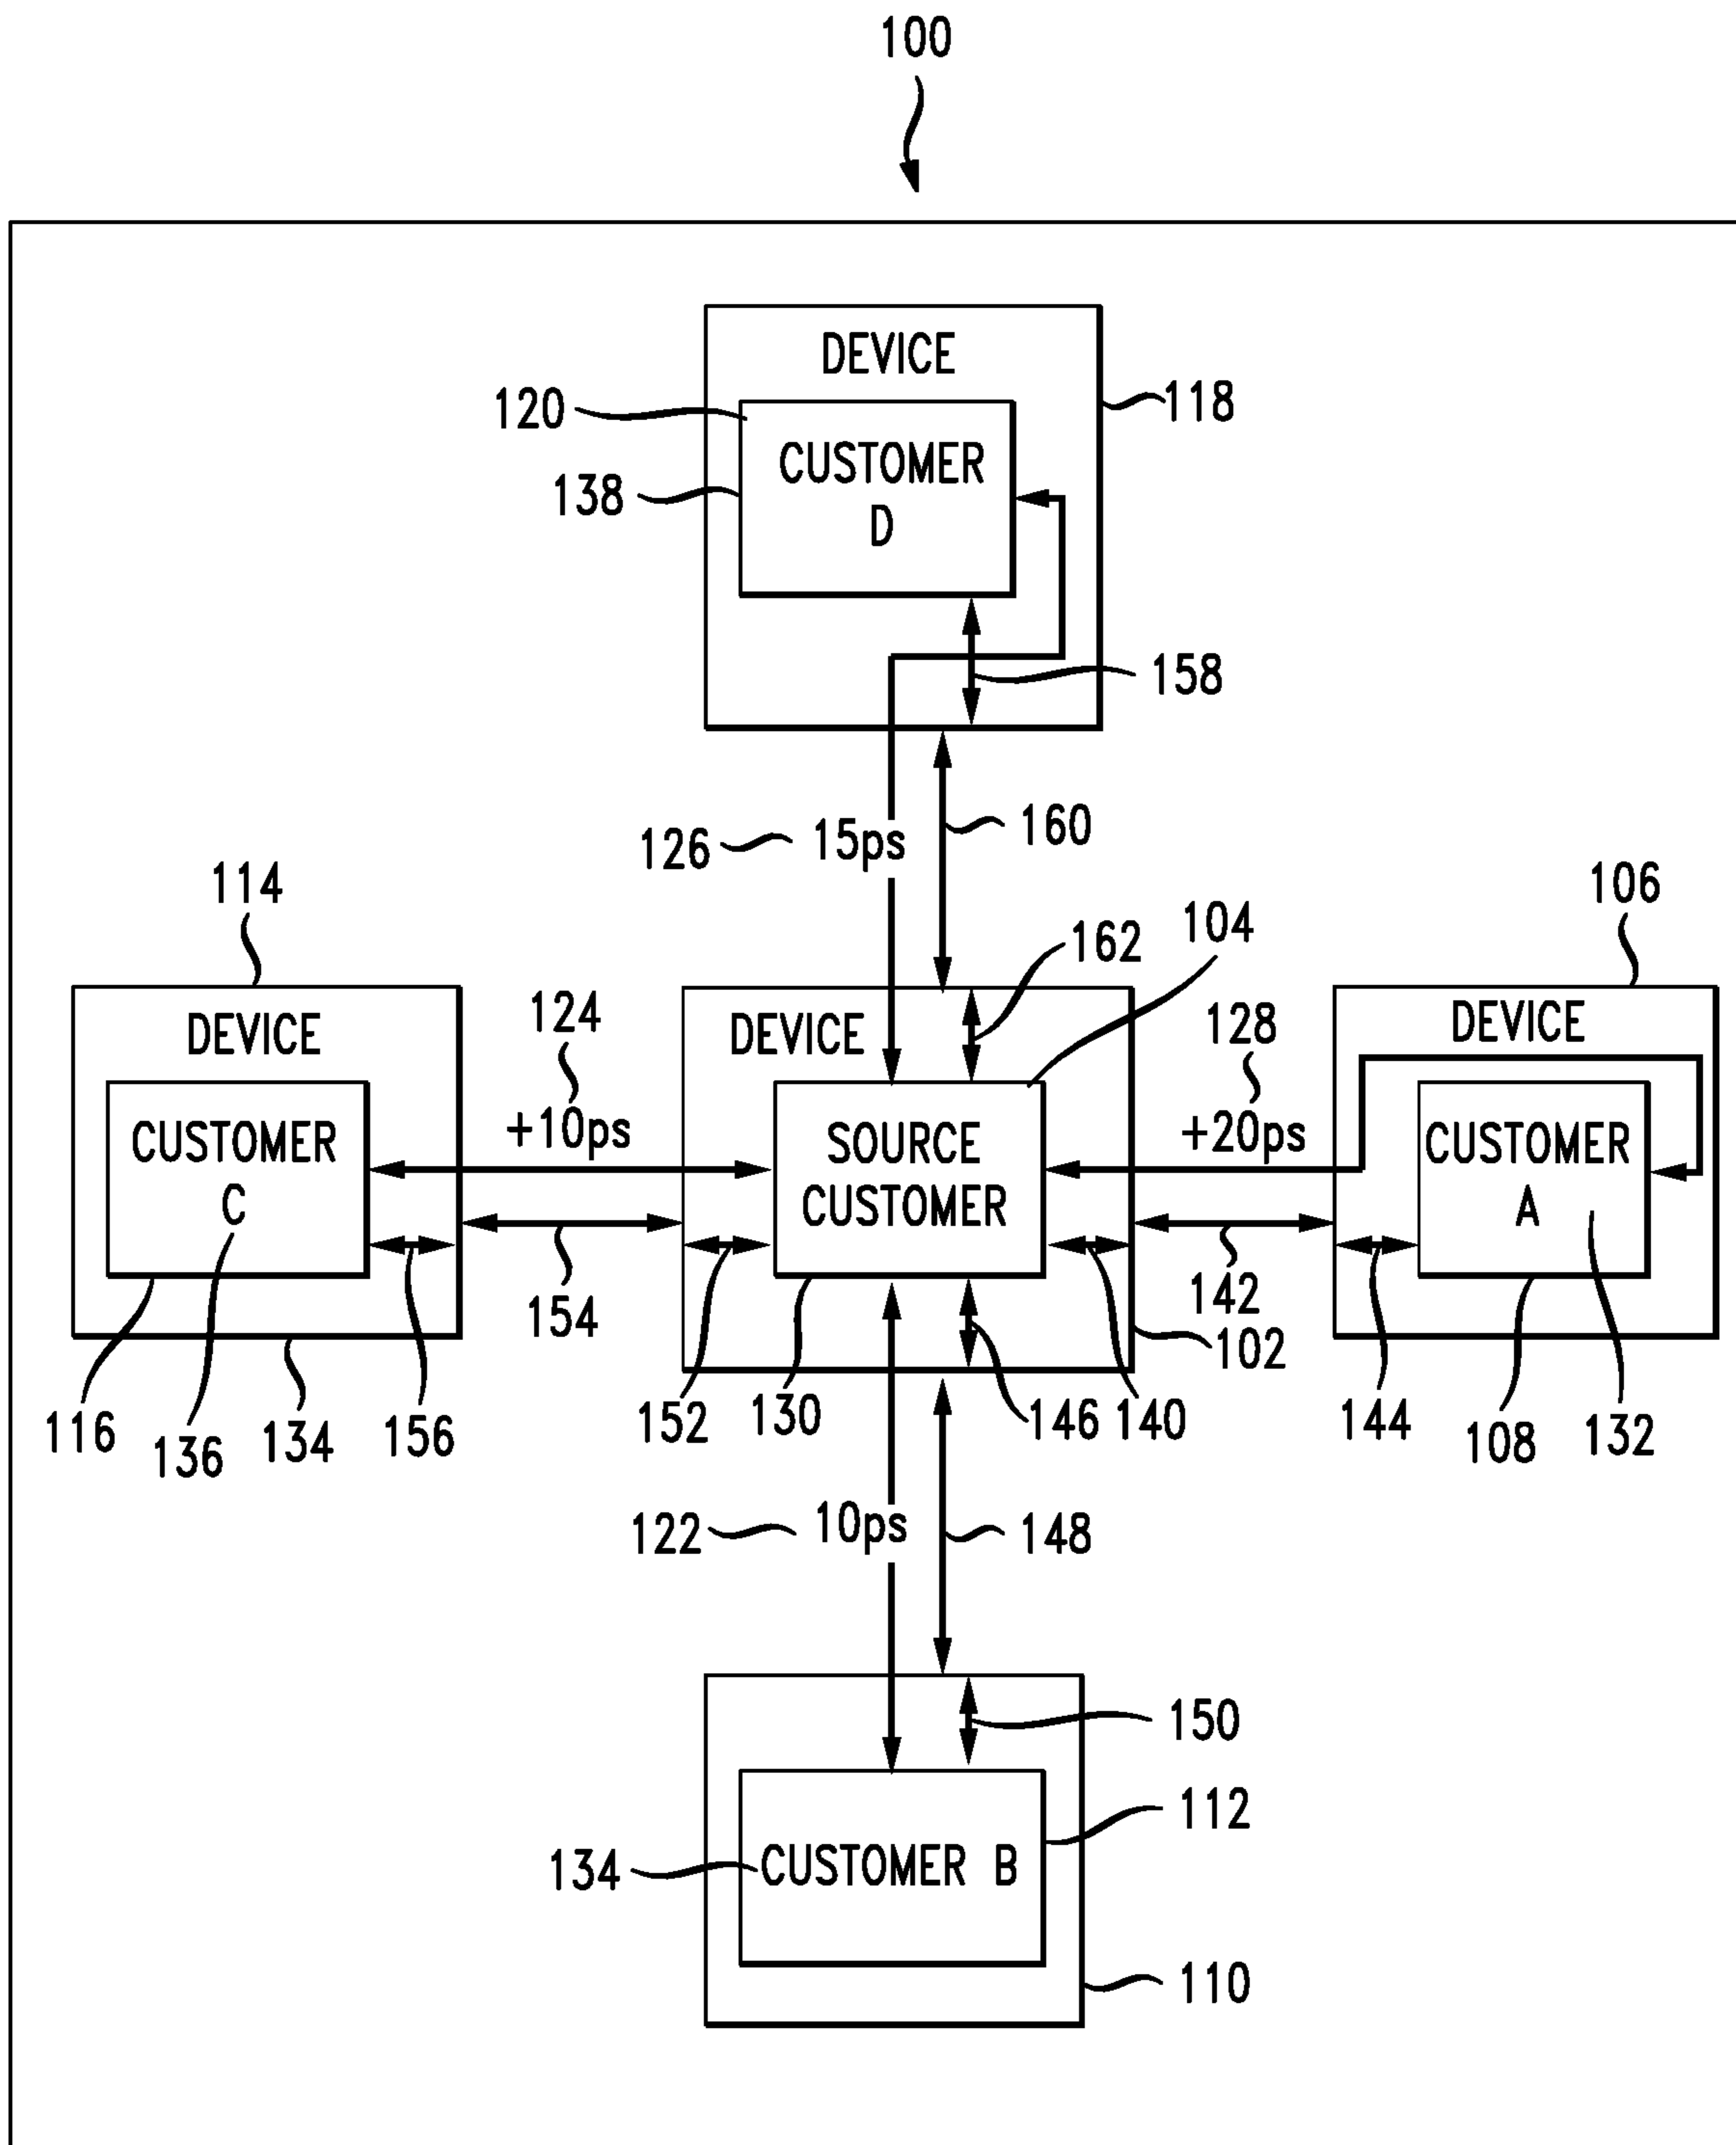 100
DEVICE
118
120
CUSTOMER
D
138
158
126
15ps
160
114
106
104
162
DEVICE
124
+10ps
DEVICE
128
+20ps
DEVICE
CUSTOMER
C
SOURCE
CUSTOMER
CUSTOMER
A
154
142
102
116
136
134
156
152
130
146
140
144
108
132
122
10ps
148
150
112
134
CUSTOMER B
110